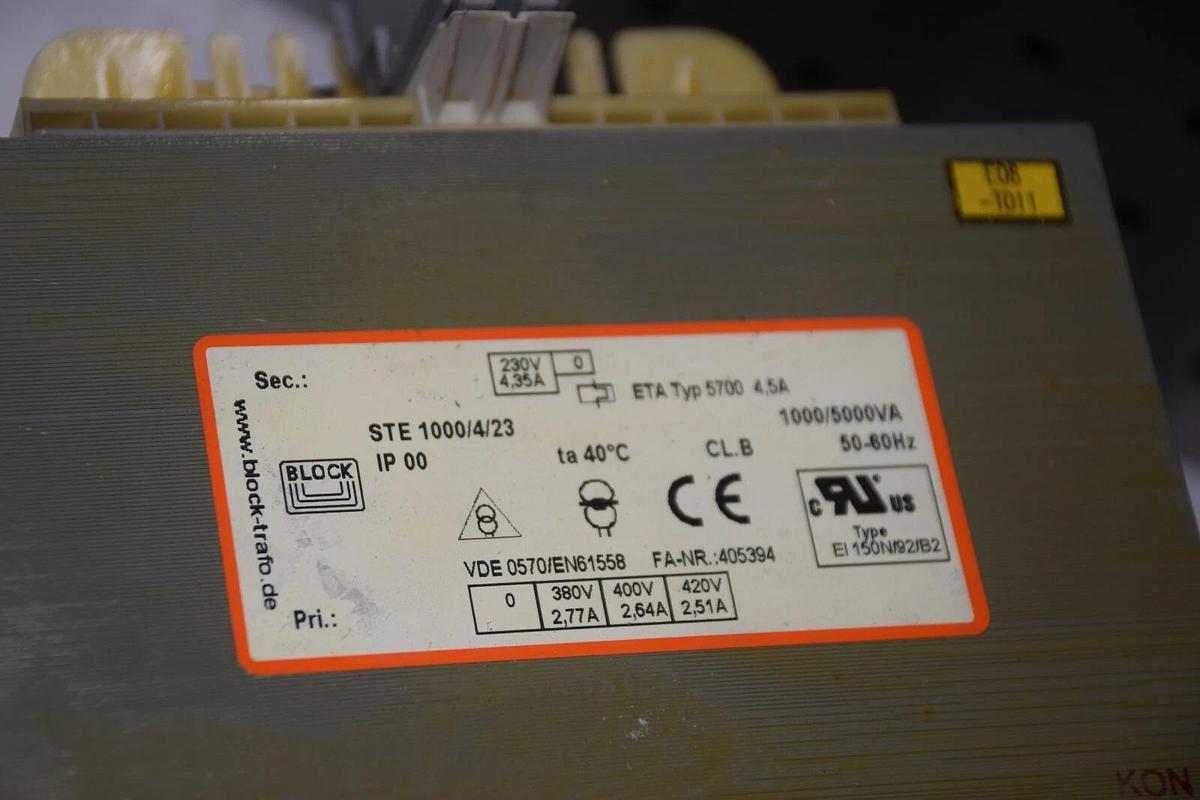 F06
-T011
230V 0
4,35A
Sec.:
ETA Typ 5700 4,5A
STE 1000/4/23
1000/5000VA
IP 00
ta 40°C
CL.B
50-60Hz
www.block-trafo.de
BLOCK
CE
c RU US
Type
EI 150N/92/B2
VDE 0570/EN61558
FA-NR.:405394
Pri.:
0 380V 400V 420V
2,77A 2,64A 2,51A
KON